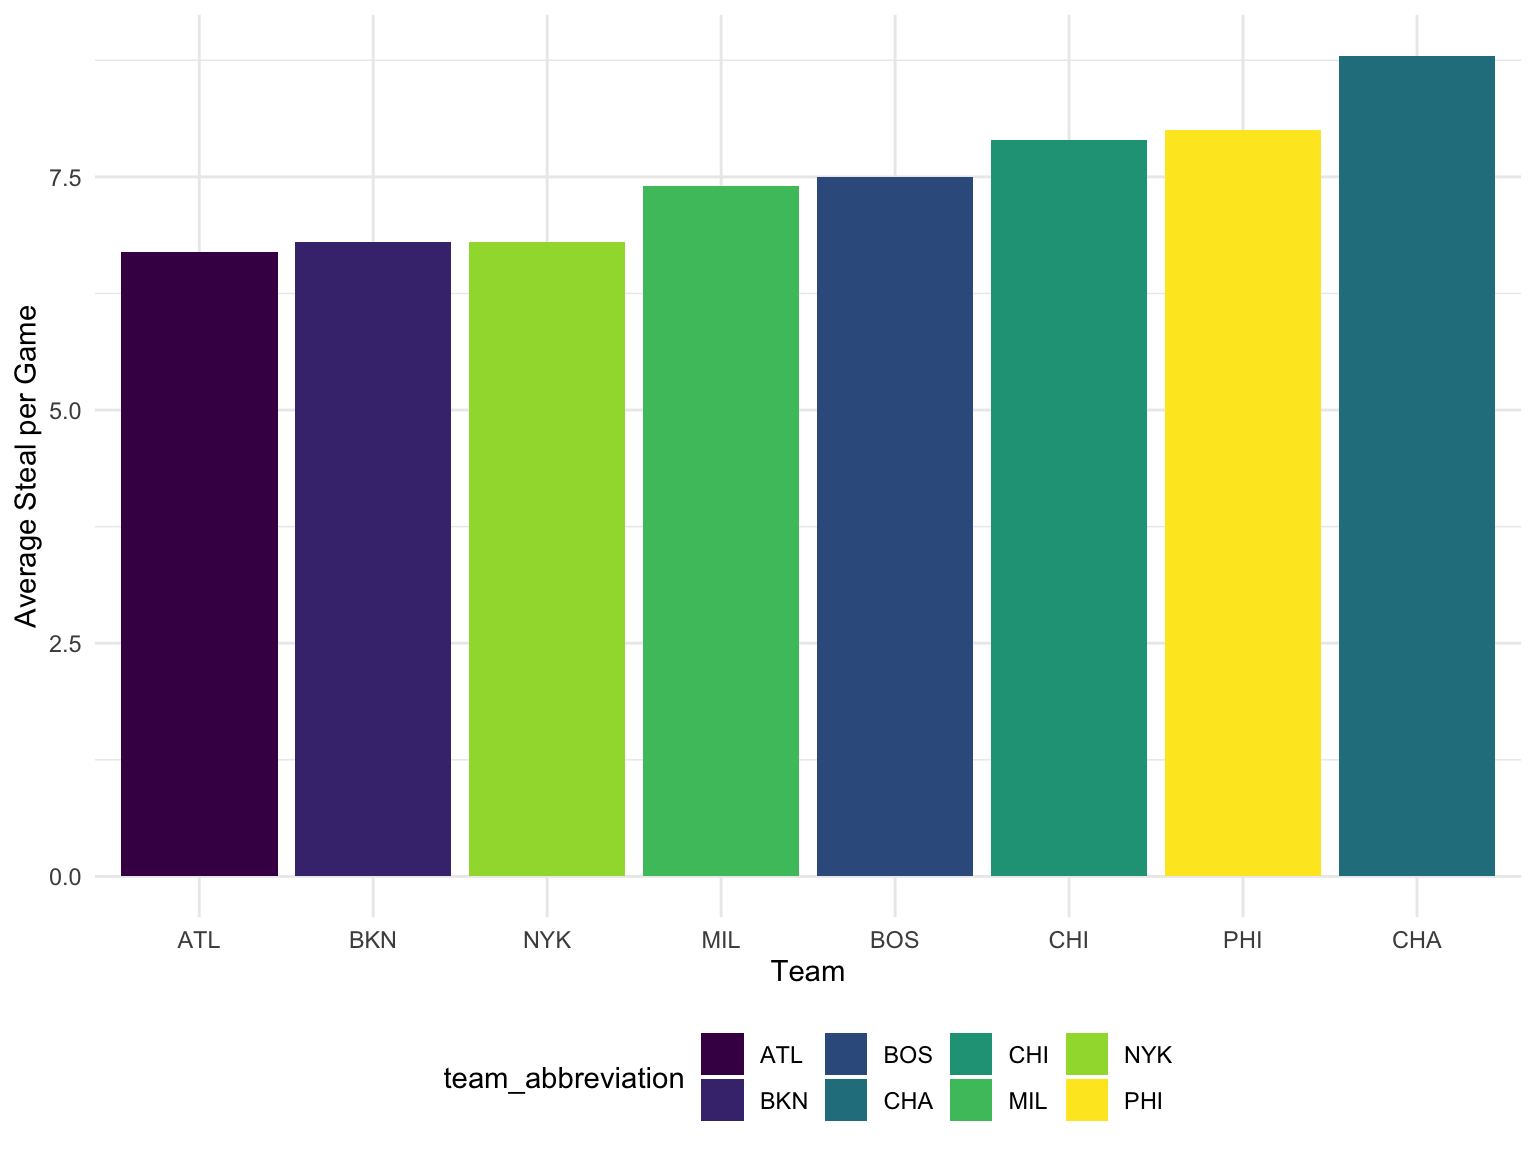 Average Steal per Game
7.5
5.0
2.5
0.0
ATL BKN NYK MIL BOS CHI PHI CHA
Team
team_abbreviation
ATL BOS CHI NYK
BKN CHA MIL PHI